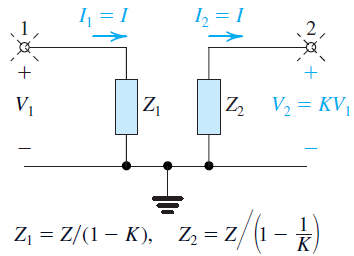 I₁ = I I₂ = I
1 2
+ +
V₁ Z₁ Z₂ V₂ = KV₁
− −
Z₁ = Z/(1 − K), Z₂ = Z/(1 − 1/K)